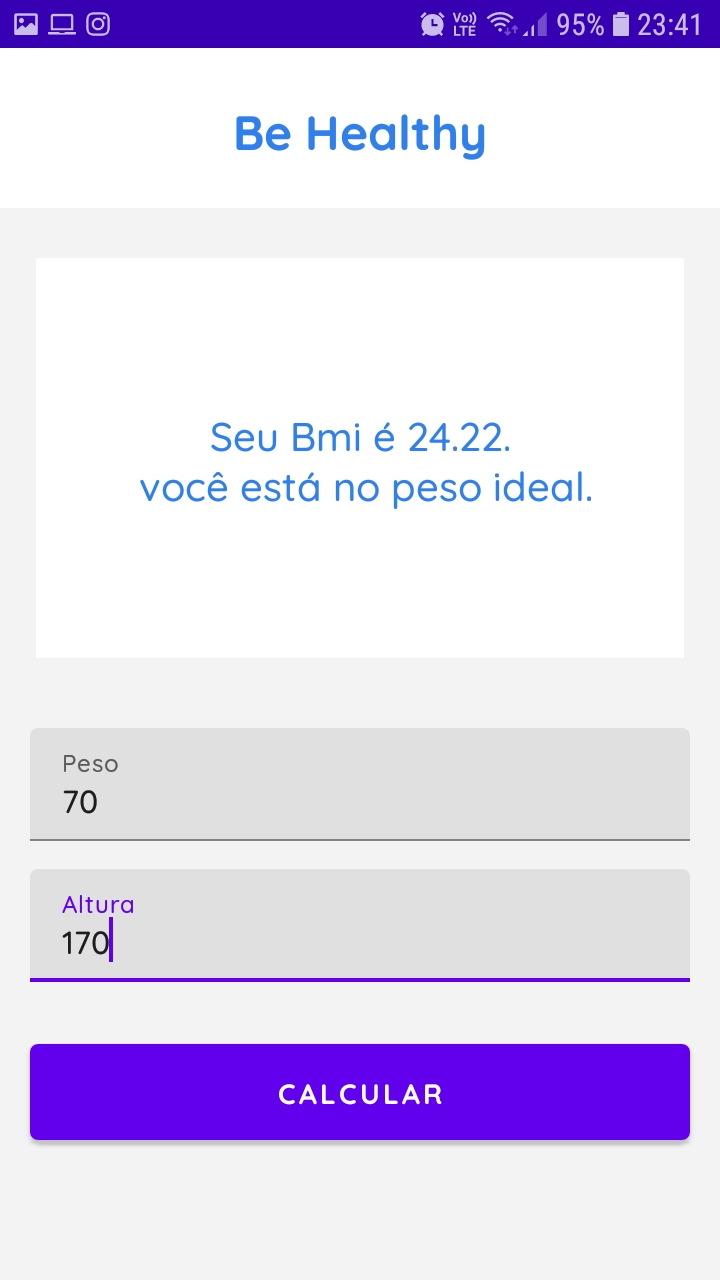 Vo)) LTE 95% 23:41
Be Healthy
Seu Bmi é 24.22.
você está no peso ideal.
Peso
70
Altura
170
CALCULAR